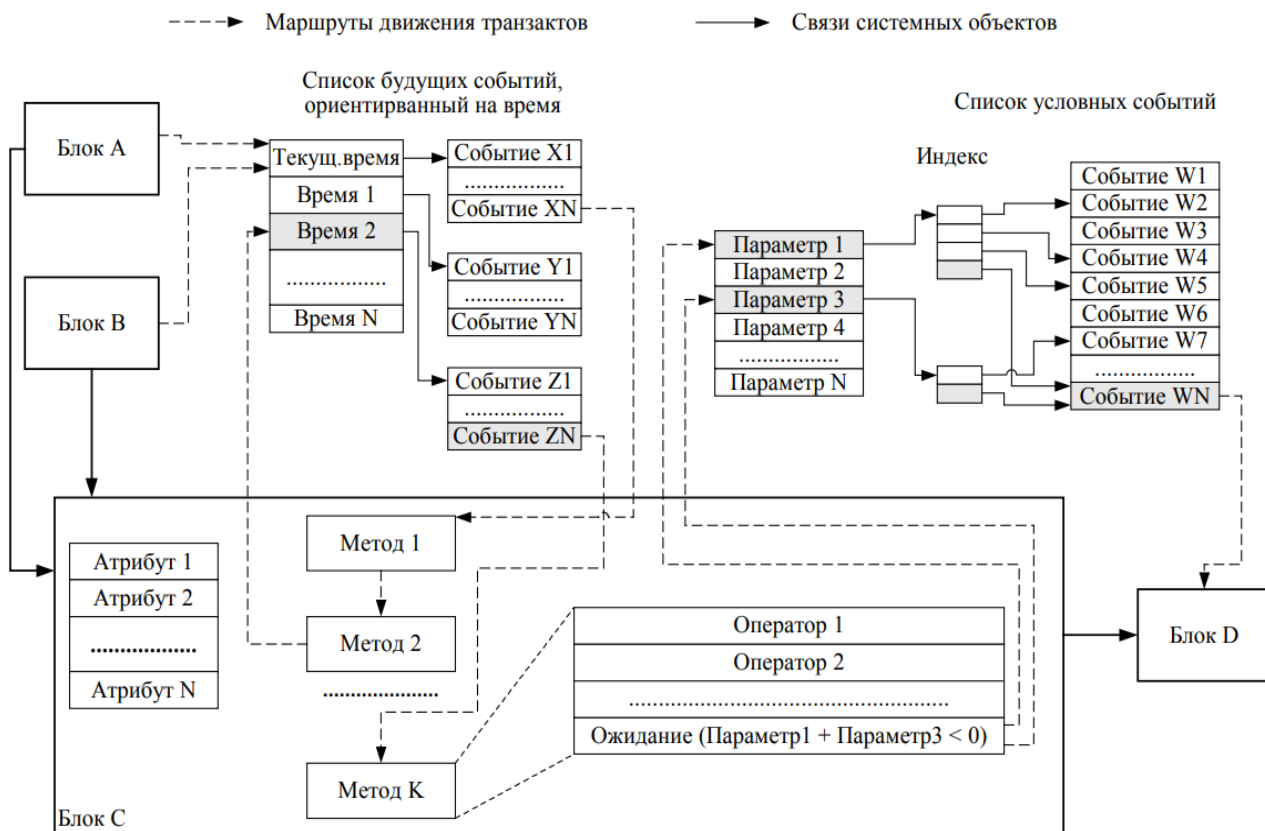 Маршруты движения транзактов
Связи системных объектов
Список будущих событий,
ориентирванный на время
Список условных событий
Блок A
Блок B
Текущ.время
Время 1
Время 2
..................
Время N
Событие X1
..................
Событие XN
Событие Y1
..................
Событие YN
Событие Z1
..................
Событие ZN
Параметр 1
Параметр 2
Параметр 3
Параметр 4
..................
Параметр N
Индекс
Событие W1
Событие W2
Событие W3
Событие W4
Событие W5
Событие W6
Событие W7
..................
Событие WN
Атрибут 1
Атрибут 2
..................
Атрибут N
Метод 1
Метод 2
......................
Метод K
Оператор 1
Оператор 2
......................................................
Ожидание (Параметр1 + Параметр3 < 0)
Блок C
Блок D